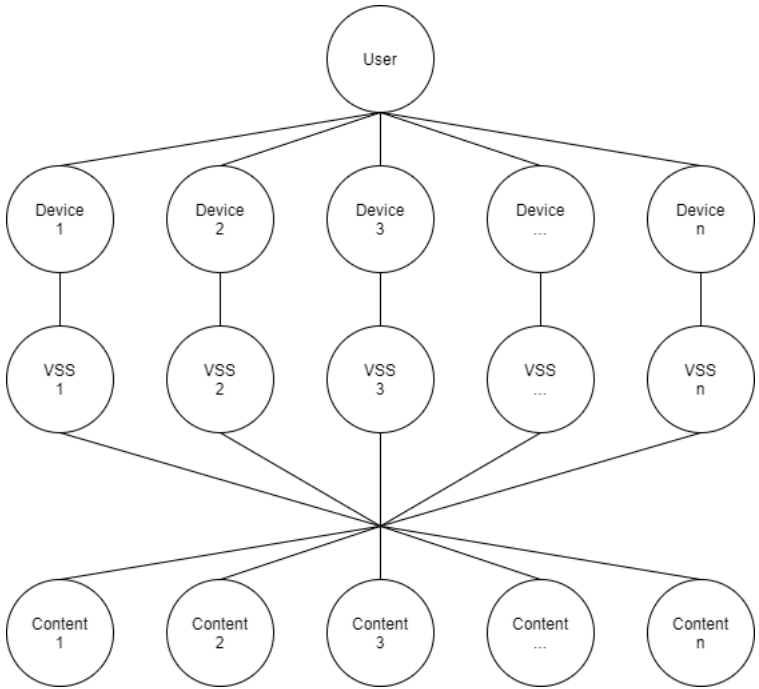 User
Device
1
Device
2
Device
3
Device
...
Device
n
VSS
1
VSS
2
VSS
3
VSS
...
VSS
n
Content
1
Content
2
Content
3
Content
...
Content
n